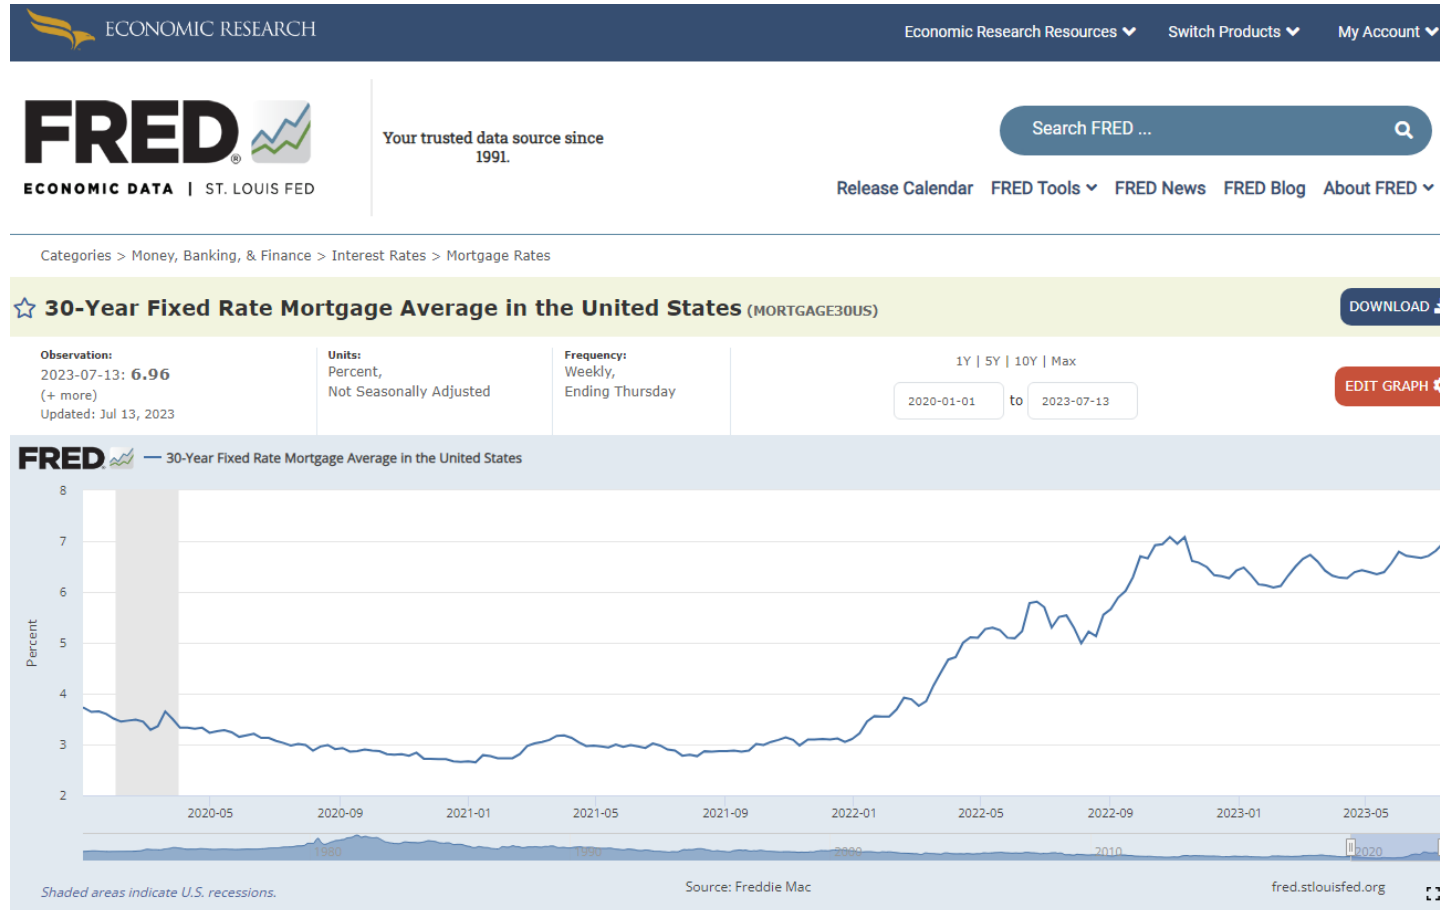 ECONOMIC RESEARCH
Economic Research Resources
Switch Products
My Account
FRED®
ECONOMIC DATA | ST. LOUIS FED
Your trusted data source since
1991.
Search FRED ...
Release Calendar
FRED Tools
FRED News
FRED Blog
About FRED
Categories > Money, Banking, & Finance > Interest Rates > Mortgage Rates
30-Year Fixed Rate Mortgage Average in the United States (MORTGAGE30US)
DOWNLOAD
Observation:
2023-07-13: 6.96
(+ more)
Updated: Jul 13, 2023
Units:
Percent,
Not Seasonally Adjusted
Frequency:
Weekly,
Ending Thursday
1Y | 5Y | 10Y | Max
2020-01-01 to 2023-07-13
EDIT GRAPH
FRED
30-Year Fixed Rate Mortgage Average in the United States
Percent
8
7
6
5
4
3
2
2020-05
2020-09
2021-01
2021-05
2021-09
2022-01
2022-05
2022-09
2023-01
2023-05
1980
1990
2000
2010
2020
Shaded areas indicate U.S. recessions.
Source: Freddie Mac
fred.stlouisfed.org